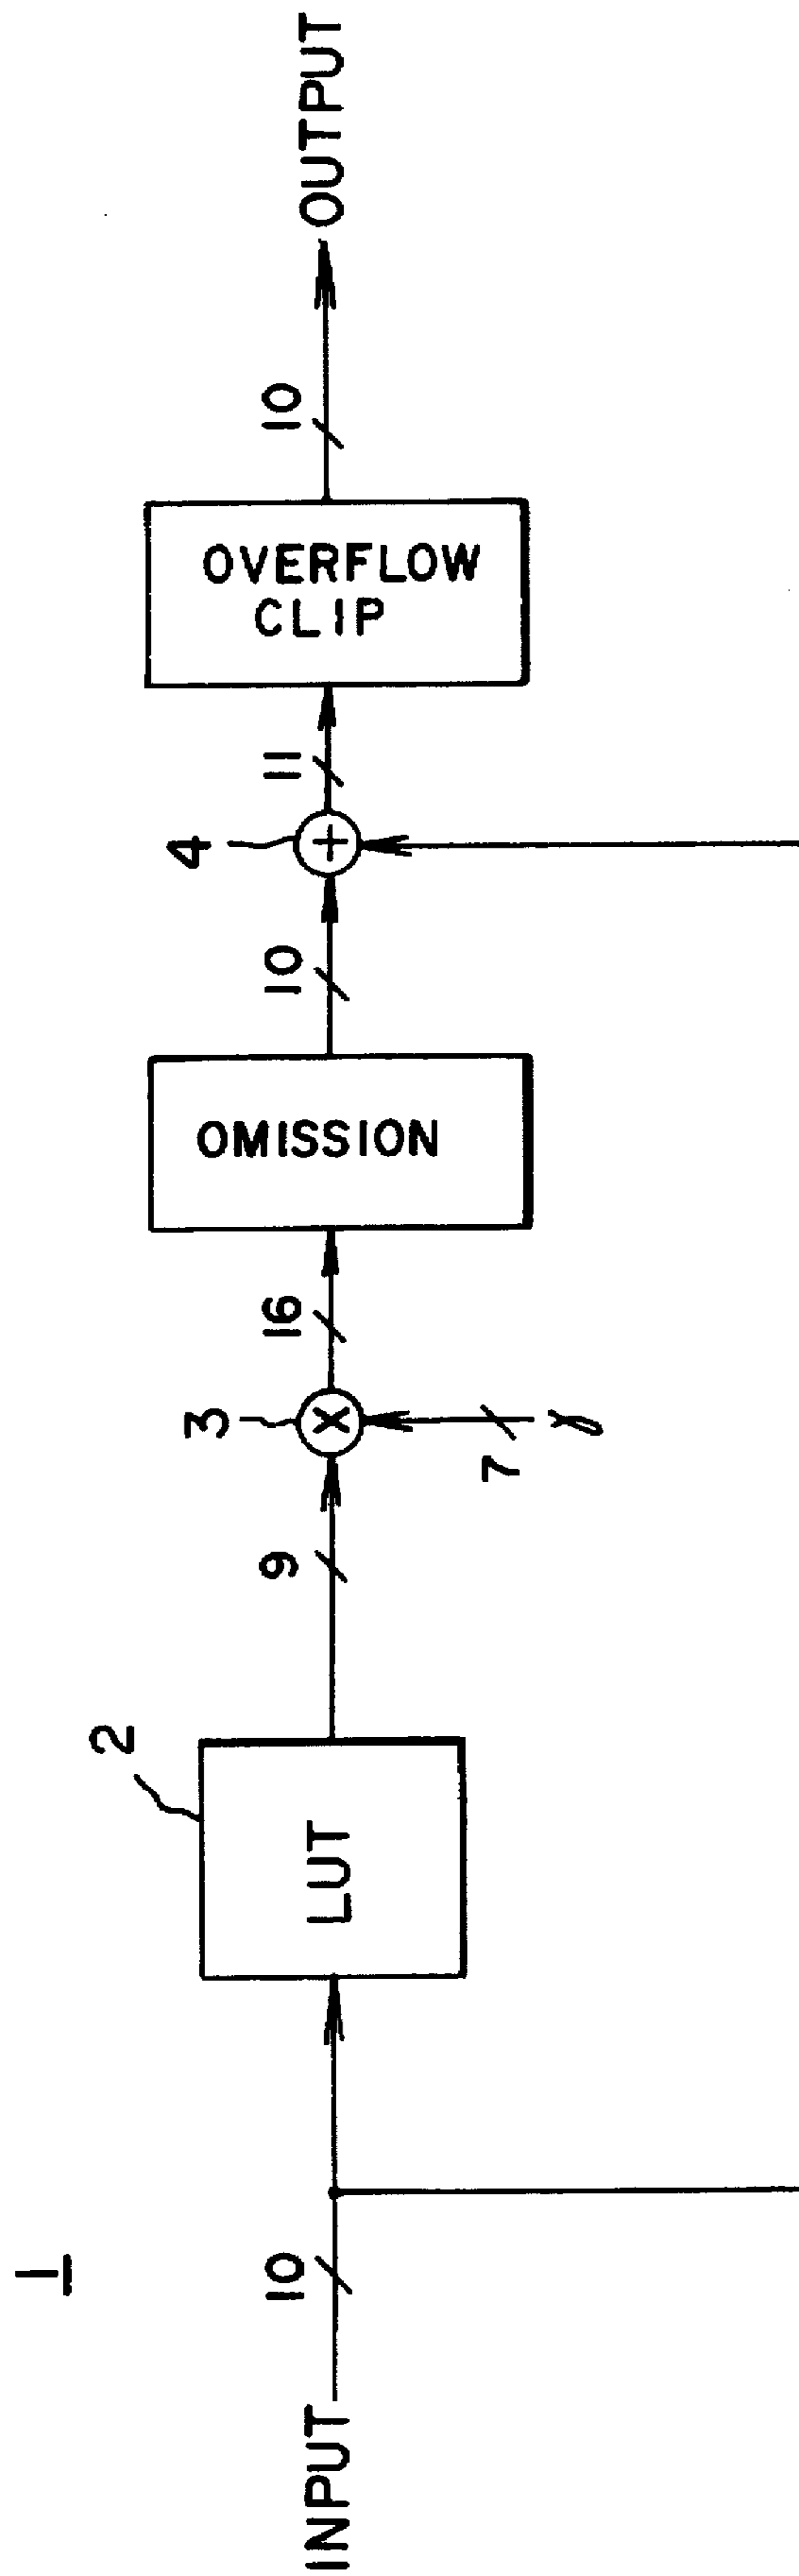 1
INPUT
10
2
LUT
9
3
X
7
γ
16
OMISSION
10
4
+
11
OVERFLOW
CLIP
10
OUTPUT